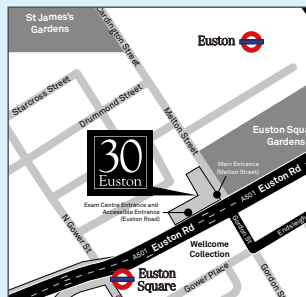 St James's
Gardens
Cardington Street
Euston
Starcross Street
Drummond Street
Melton Street
30
Euston
Euston Squa
Gardens
Main Entrance
(Melton Street)
Exam Centre Entrance and
Accessible Entrance
(Euston Road)
A501 Euston Rd
N Gower St
A501 Euston Rd
Gordon St
Endsleigh
Wellcome
Collection
Euston
Square
Gower Place
Gordon St